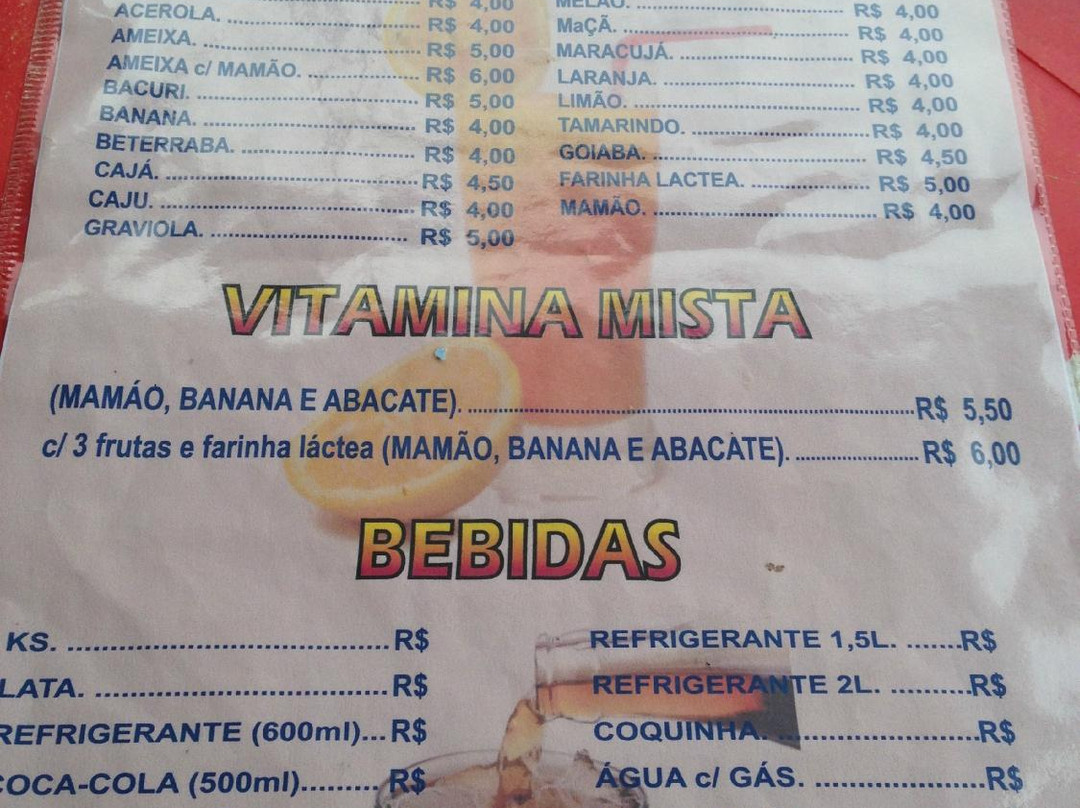 R$ 4,00
ACEROLA. R$ 4,00
AMEIXA. R$ 5,00
AMEIXA c/ MAMÃO. R$ 6,00
BACURI. R$ 5,00
BANANA. R$ 4,00
BETERRABA. R$ 4,00
CAJÁ. R$ 4,50
CAJU. R$ 4,00
GRAVIOLA. R$ 5,00
MELÃO. R$ 4,00
MaÇÃ. R$ 4,00
MARACUJÁ. R$ 4,00
LARANJA. R$ 4,00
LIMÃO. R$ 4,00
TAMARINDO. R$ 4,00
GOIABA. R$ 4,50
FARINHA LACTEA. R$ 5,00
MAMÃO. R$ 4,00
VITAMINA MISTA
(MAMÁO, BANANA E ABACATE). R$ 5,50
c/ 3 frutas e farinha láctea (MAMÃO, BANANA E ABACATE). R$ 6,00
BEBIDAS
KS. R$
LATA. R$
REFRIGERANTE (600ml)... R$
COCA-COLA (500ml). R$
REFRIGERANTE 1,5L. R$
REFRIGERANTE 2L. R$
COQUINHA. R$
ÁGUA c/ GÁS. R$